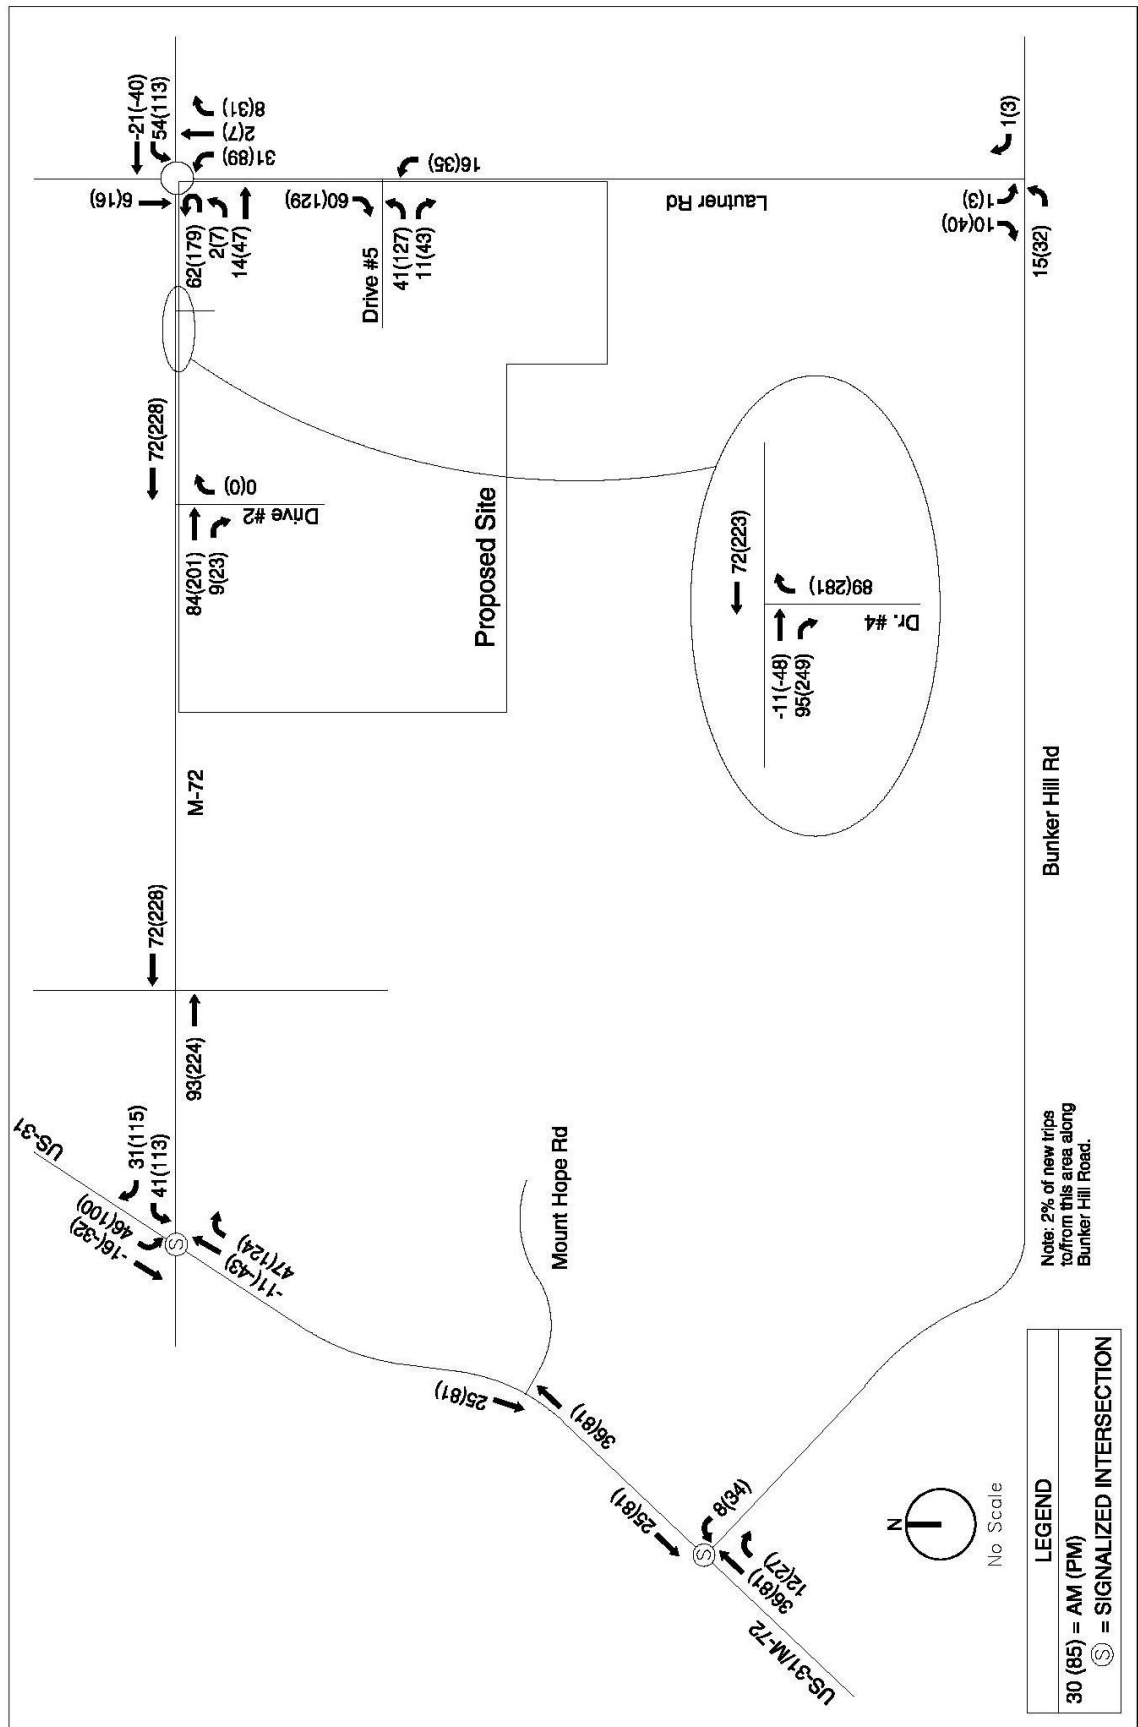 US-31
-16(-32)
46(100)
31(115)
41(113)
-11(-43)
47(124)
93(224)
72(228)
M-72
84(201)
9(23)
72(228)
0(0)
Drive #2
6(16)
-21(-40)
54(113)
62(179)
2(7)
14(47)
31(89)
2(7)
8(31)
Drive #5
60(129)
41(127)
11(43)
16(35)
Lautner Rd
Proposed Site
-11(-48)
95(249)
72(223)
89(281)
Dr. #4
Mount Hope Rd
25(81)
36(81)
25(81)
8(34)
36(81)
12(27)
US-31/M-72
10(40)
1(3)
1(3)
15(32)
Bunker Hill Rd
Note: 2% of new trips
to/from this area along
Bunker Hill Road.
N
No Scale
LEGEND
30 (85) = AM (PM)
S = SIGNALIZED INTERSECTION
S
S